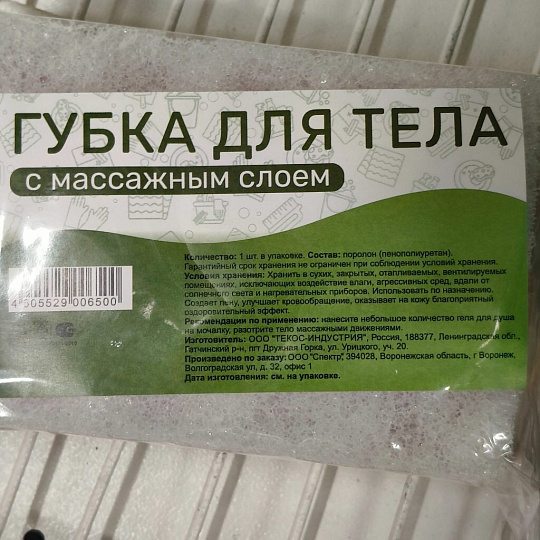 ГУБКА ДЛЯ ТЕЛА
с массажным слоем
Количество: 1 шт. в упаковке. Состав: поролон (пенополиуретан).
Гарантийный срок хранения не ограничен при соблюдении условий хранения.
Условия хранения: Хранить в сухих, закрытых, отапливаемых, вентилируемых
помещениях, исключающих воздействие влаги, агрессивных сред, вдали от
солнечного света и нагревательных приборов. Использовать по назначению.
Создает пену, улучшает кровообращение, оказывает на кожу благоприятный
оздоровительный эффект.
Рекомендации по применению: нанесите небольшое количество геля для душа
на мочалку, разотрите тело массажными движениями.
Изготовитель: ООО "ТЕКОС-ИНДУСТРИЯ", Россия, 188377, Ленинградская обл.,
Гатчинский р-н, пгт Дружная Горка, ул. Урицкого, уч. 20.
Произведено по заказу: ООО "Спектр", 394028, Воронежская область, г Воронеж,
Волгоградская ул, д. 32, офис 1
Дата изготовления: см. на упаковке.
4 505529 006500